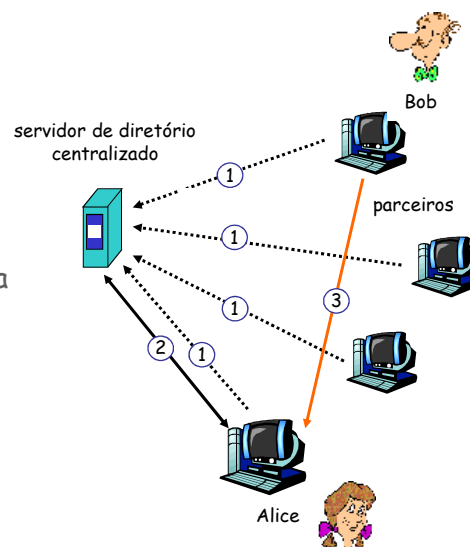 Bob
servidor de diretório
centralizado
1
parceiros
1
a
1
3
2
1
Alice